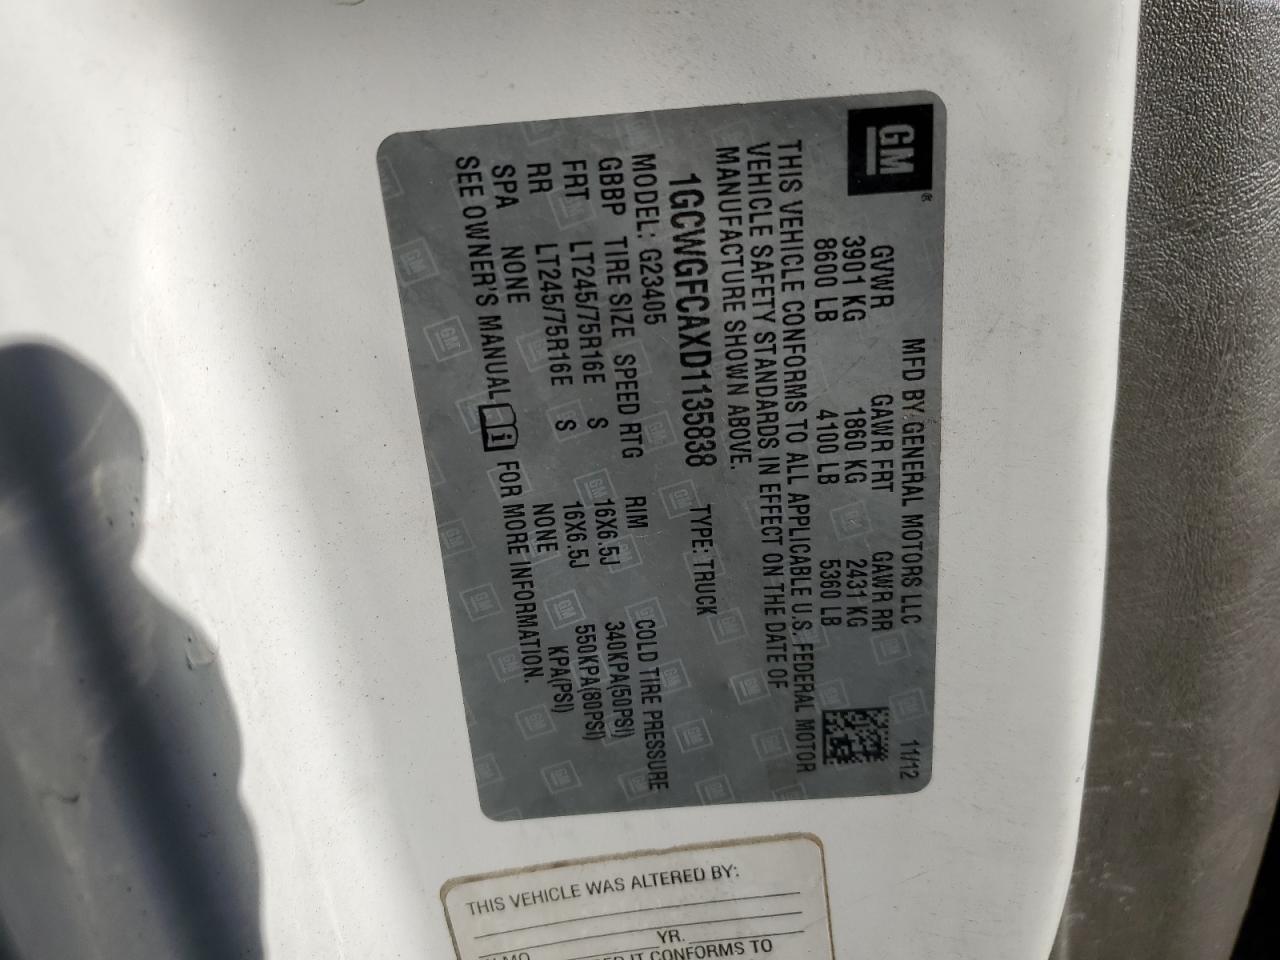 GM®
MFD BY GENERAL MOTORS LLC 11/12
GVWR GAWR FRT GAWR RR
3901 KG 1860 KG 2431 KG
8600 LB 4100 LB 5360 LB
THIS VEHICLE CONFORMS TO ALL APPLICABLE U.S. FEDERAL MOTOR
VEHICLE SAFETY STANDARDS IN EFFECT ON THE DATE OF
MANUFACTURE SHOWN ABOVE.
1GCWGFCAXD1135838 TYPE: TRUCK
MODEL: G23405
GBBP TIRE SIZE SPEED RTG RIM COLD TIRE PRESSURE
FRT LT245/75R16E S 16X6.5J 340KPA(50PSI)
RR LT245/75R16E S 16X6.5J 550KPA(80PSI)
SPA NONE NONE KPA(PSI)
SEE OWNER'S MANUAL FOR MORE INFORMATION.
THIS VEHICLE WAS ALTERED BY:
YR.
MO.
IT CONFORMS TO